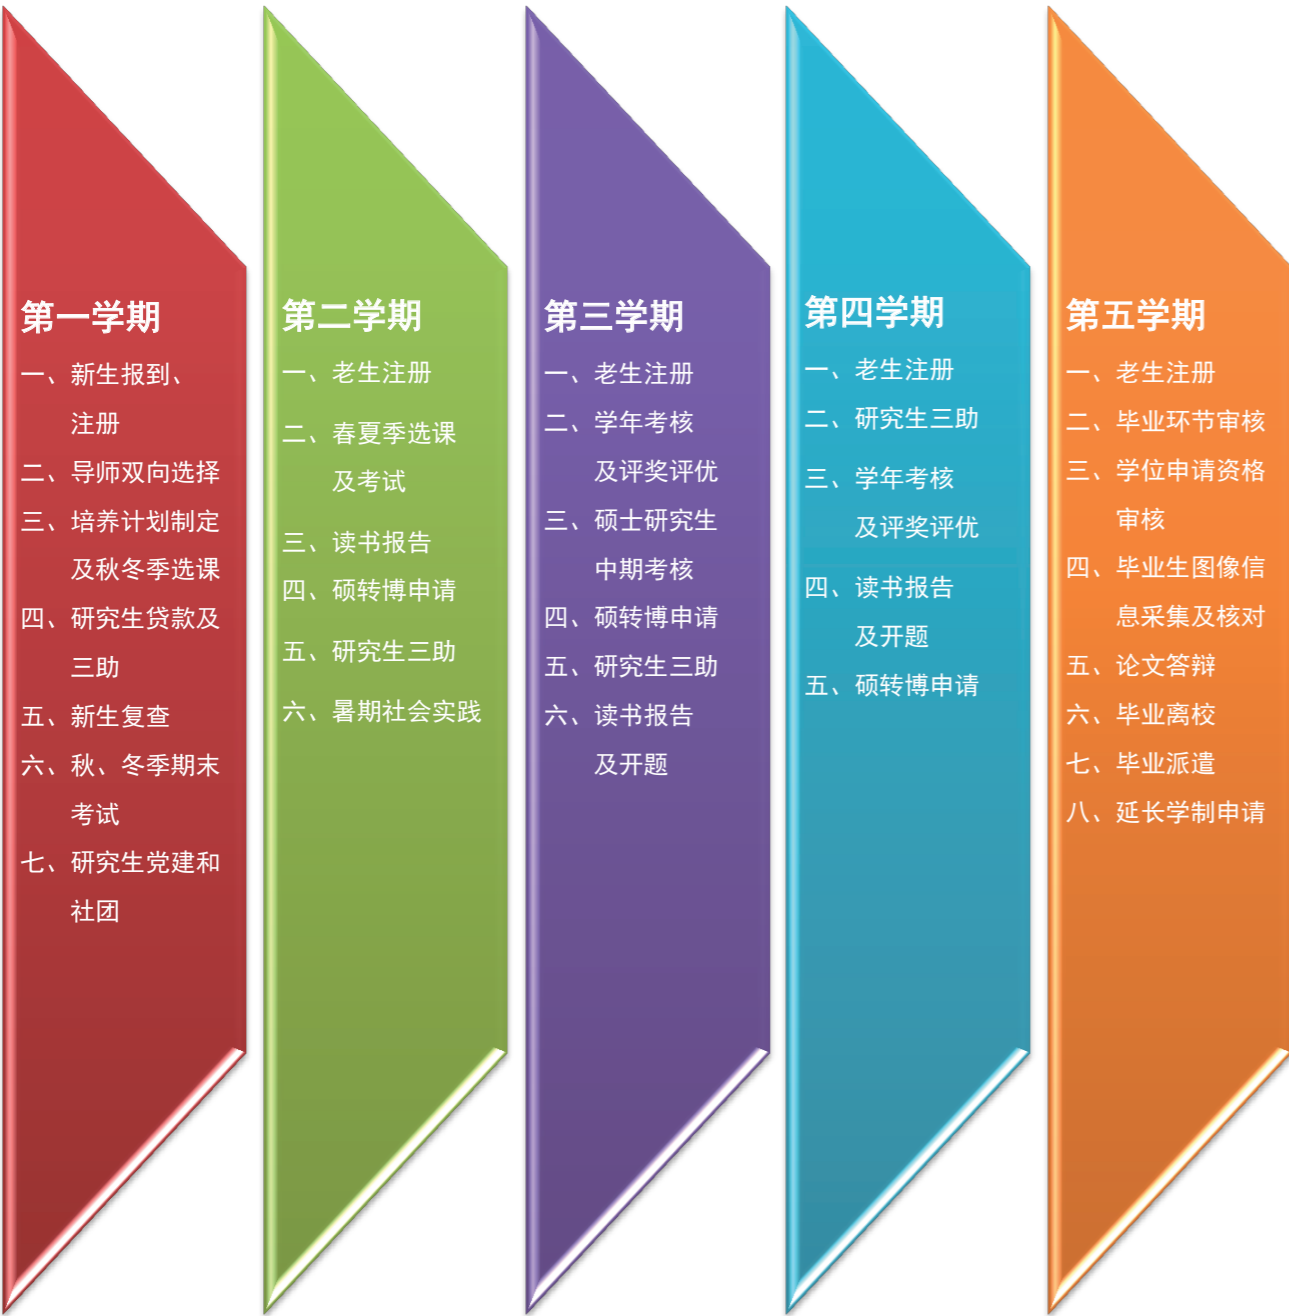 第一学期
一、新生报到、
注册
二、导师双向选择
三、培养计划制定
及秋冬季选课
四、研究生贷款及
三助
五、新生复查
六、秋、冬季期末
考试
七、研究生党建和
社团
第二学期
一、老生注册
二、春夏季选课
及考试
三、读书报告
四、硕转博申请
五、研究生三助
六、暑期社会实践
第三学期
一、老生注册
二、学年考核
及评奖评优
三、硕士研究生
中期考核
四、硕转博申请
五、研究生三助
六、读书报告
及开题
第四学期
一、老生注册
二、研究生三助
三、学年考核
及评奖评优
四、读书报告
及开题
五、硕转博申请
第五学期
一、老生注册
二、毕业环节审核
三、学位申请资格
审核
四、毕业生图像信
息采集及核对
五、论文答辩
六、毕业离校
七、毕业派遣
八、延长学制申请